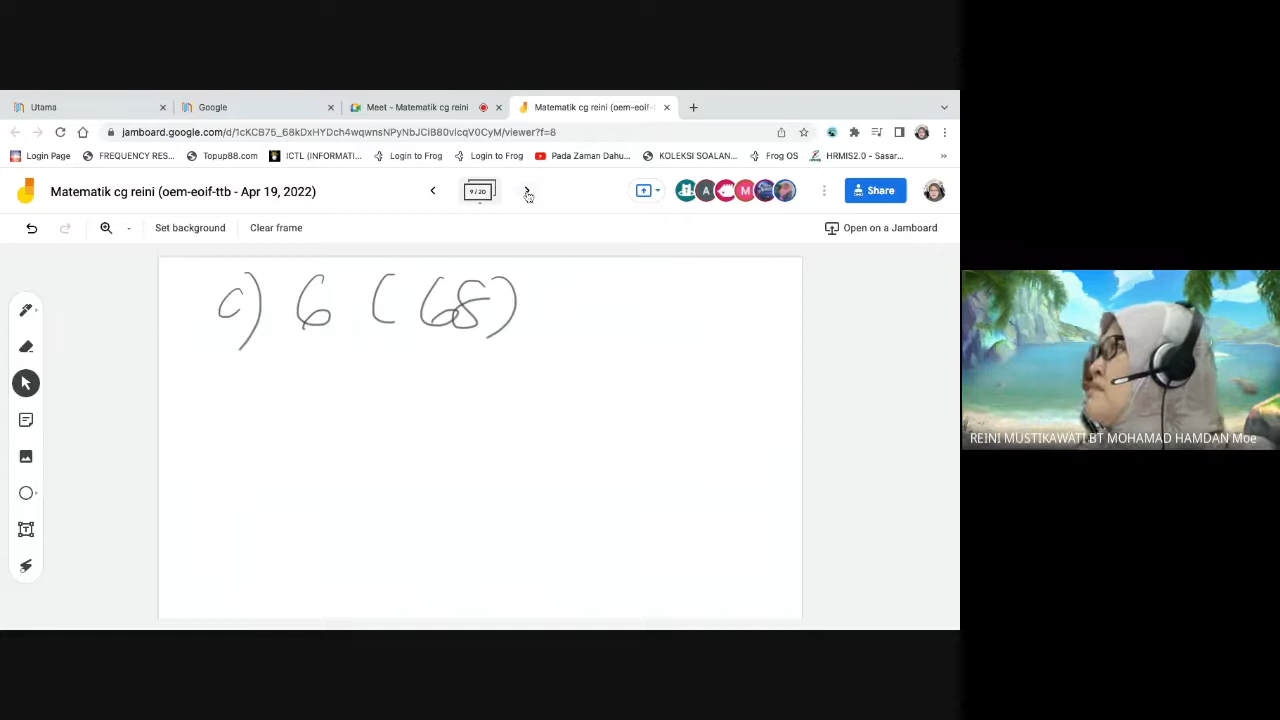 Utama
Google
Meet - Matematik cg reini
Matematik cg reini (oem-eoif-
jamboard.google.com/d/1cKCB75_68kDxHYDch4wqwnsNPyNbJCiB80vIcqV0CyM/viewer?f=8
Login Page
FREQUENCY RES...
Topup88.com
ICTL (INFORMATI...
Login to Frog
Login to Frog
Pada Zaman Dahu...
KOLEKSI SOALAN...
Frog OS
HRMIS2.0 - Sasar...
»
Matematik cg reini (oem-eoif-ttb - Apr 19, 2022)
9 / 20
A
M
Share
Set background
Clear frame
Open on a Jamboard
c) 6 (68)
REINI MUSTIKAWATI BT MOHAMAD HAMDAN Moe